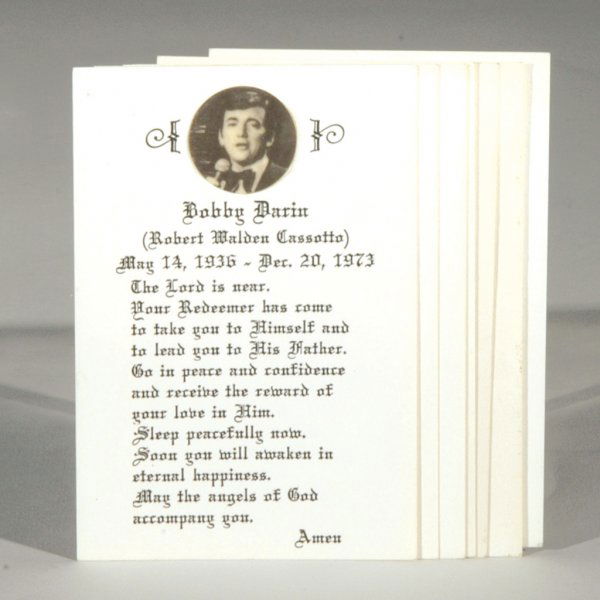 Bobby Darin
(Robert Walden Cassotto)
May 14, 1936 - Dec. 20, 1973
The Lord is near.
Your Redeemer has come
to take you to Himself and
to lead you to His Father.
Go in peace and confidence
and receive the reward of
your love in Him.
Sleep peacefully now.
Soon you will awaken in
eternal happiness.
May the angels of God
accompany you.
Amen